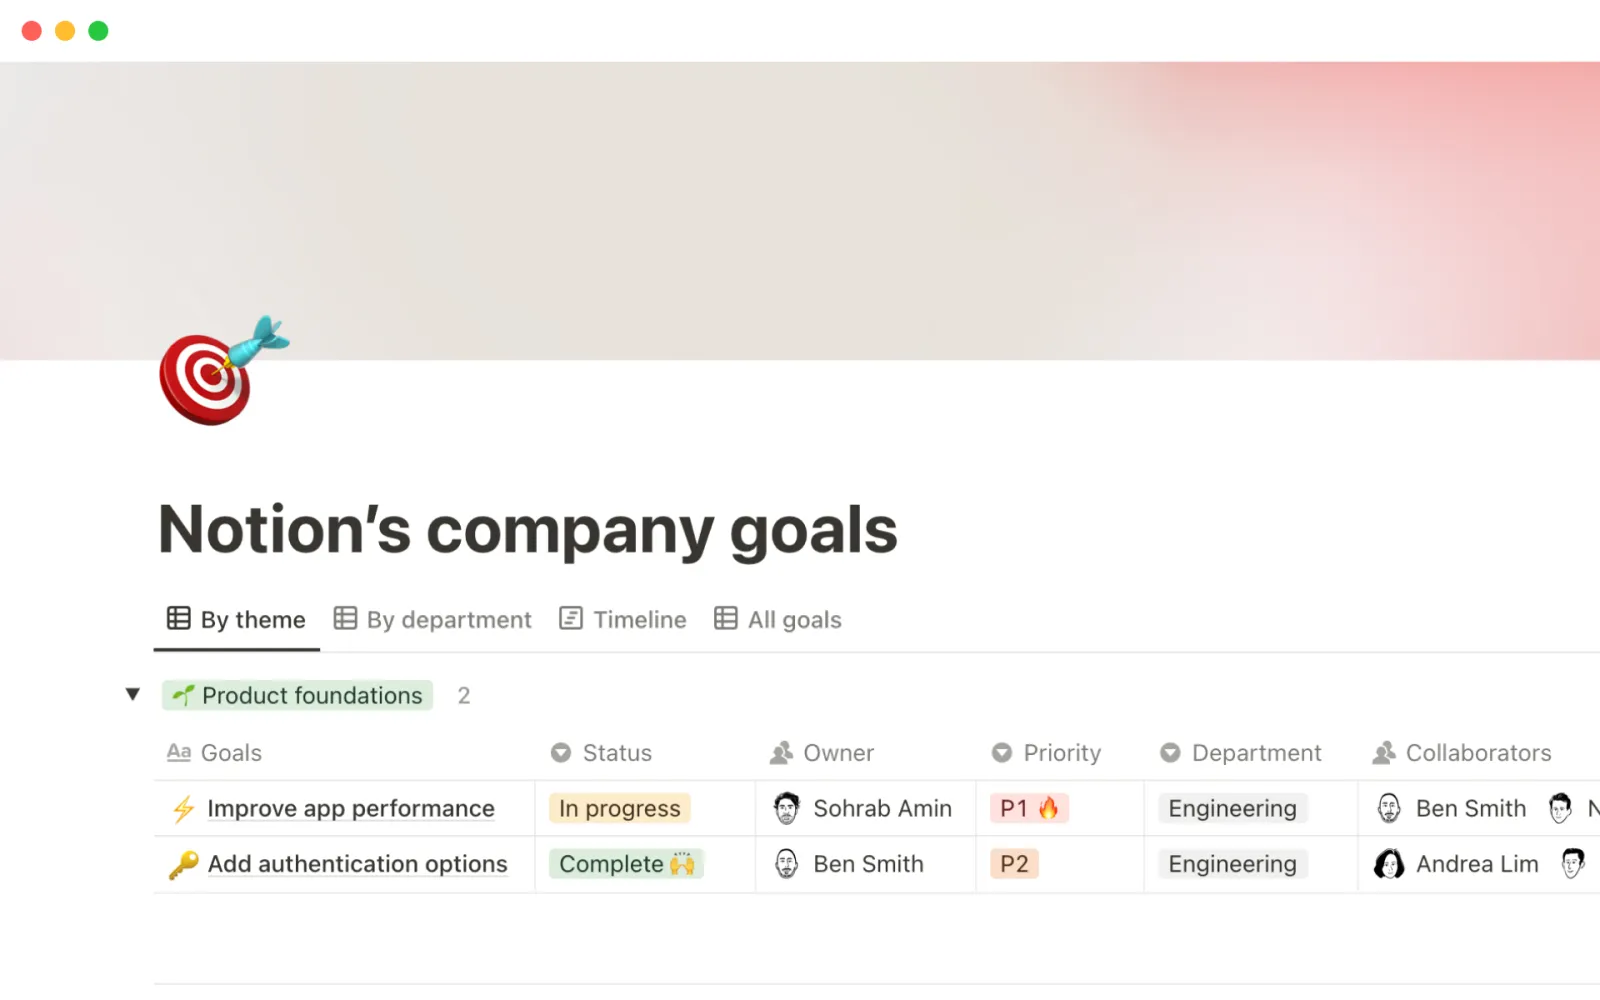 Notion’s company goals
By theme By department Timeline All goals
🌱 Product foundations 2
Aa Goals Status Owner Priority Department Collaborators
⚡ Improve app performance In progress Sohrab Amin P1 🔥 Engineering Ben Smith N
🔑 Add authentication options Complete 🙌 Ben Smith P2 Engineering Andrea Lim